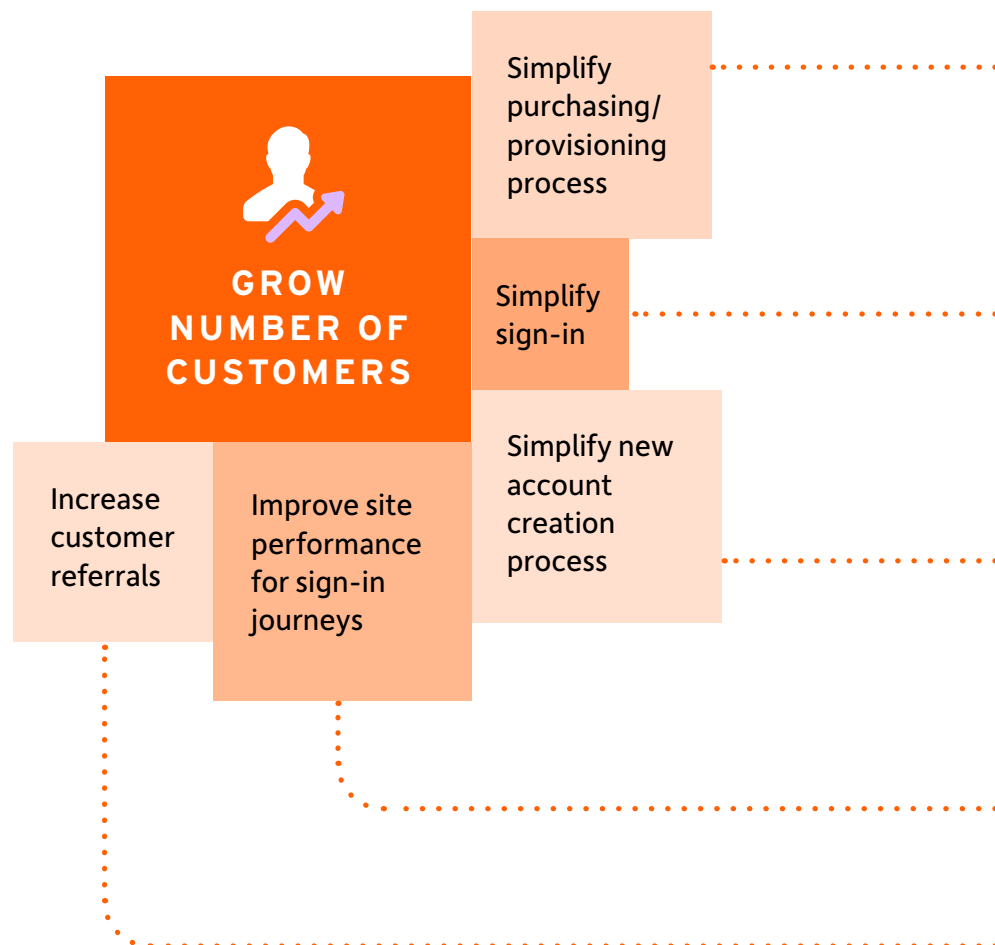 GROW
NUMBER OF
CUSTOMERS
Simplify
purchasing/
provisioning
process
Simplify
sign-in
Simplify new
account
creation
process
Improve site
performance
for sign-in
journeys
Increase
customer
referrals